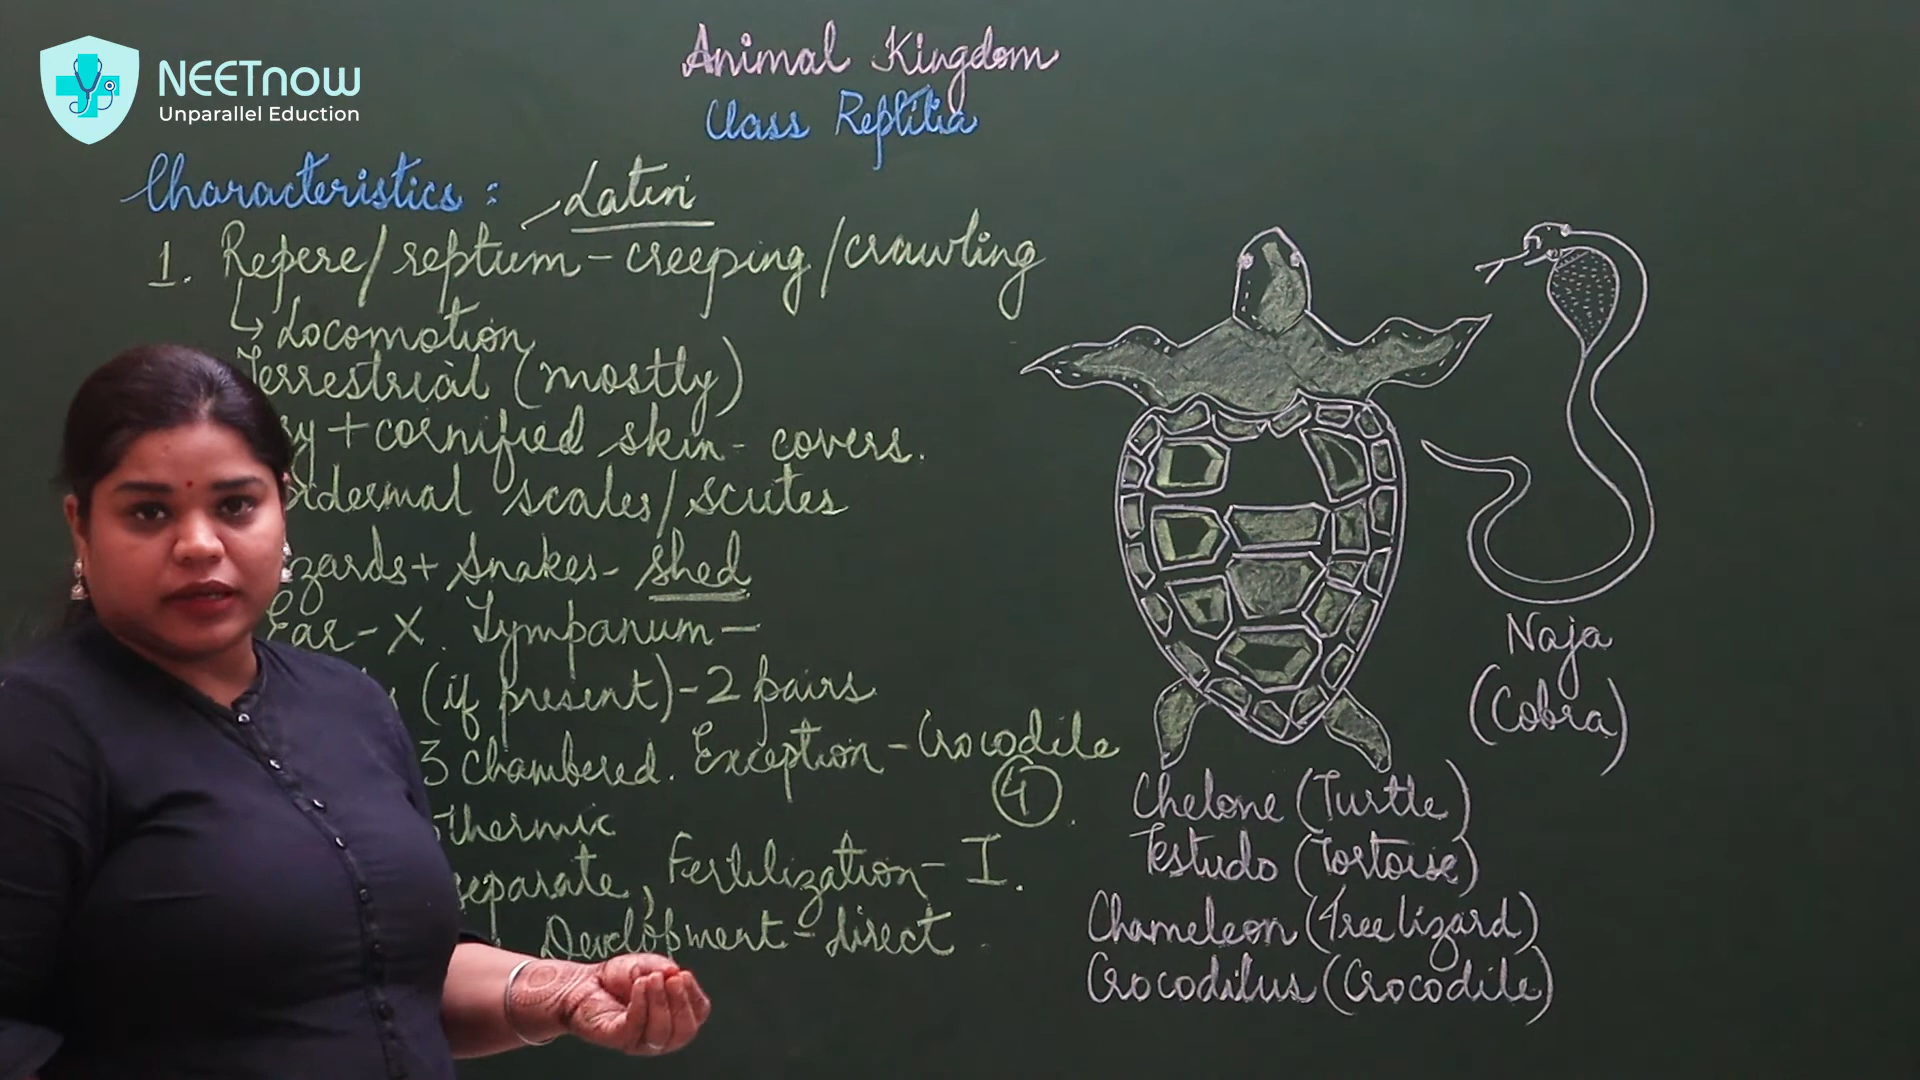 NEETnow
Unparallel Eduction
Animal Kingdom
Class Reptilia
Characteristics :
Latin
1. Repere/reptum - creeping/crawling
↳ Locomotion
Terrestrial (mostly)
+ cornified skin - covers.
scales/scutes
+ Snakes - shed
Ear - X. Tympanum -
(if present) - 2 pairs
3 chambered. Exception - Crocodile
4
separate, Fertilization - I.
Development - direct
Naja
(Cobra)
Chelone (Turtle)
Testudo (Tortoise)
Chameleon (Tree lizard)
Crocodilus (Crocodile)